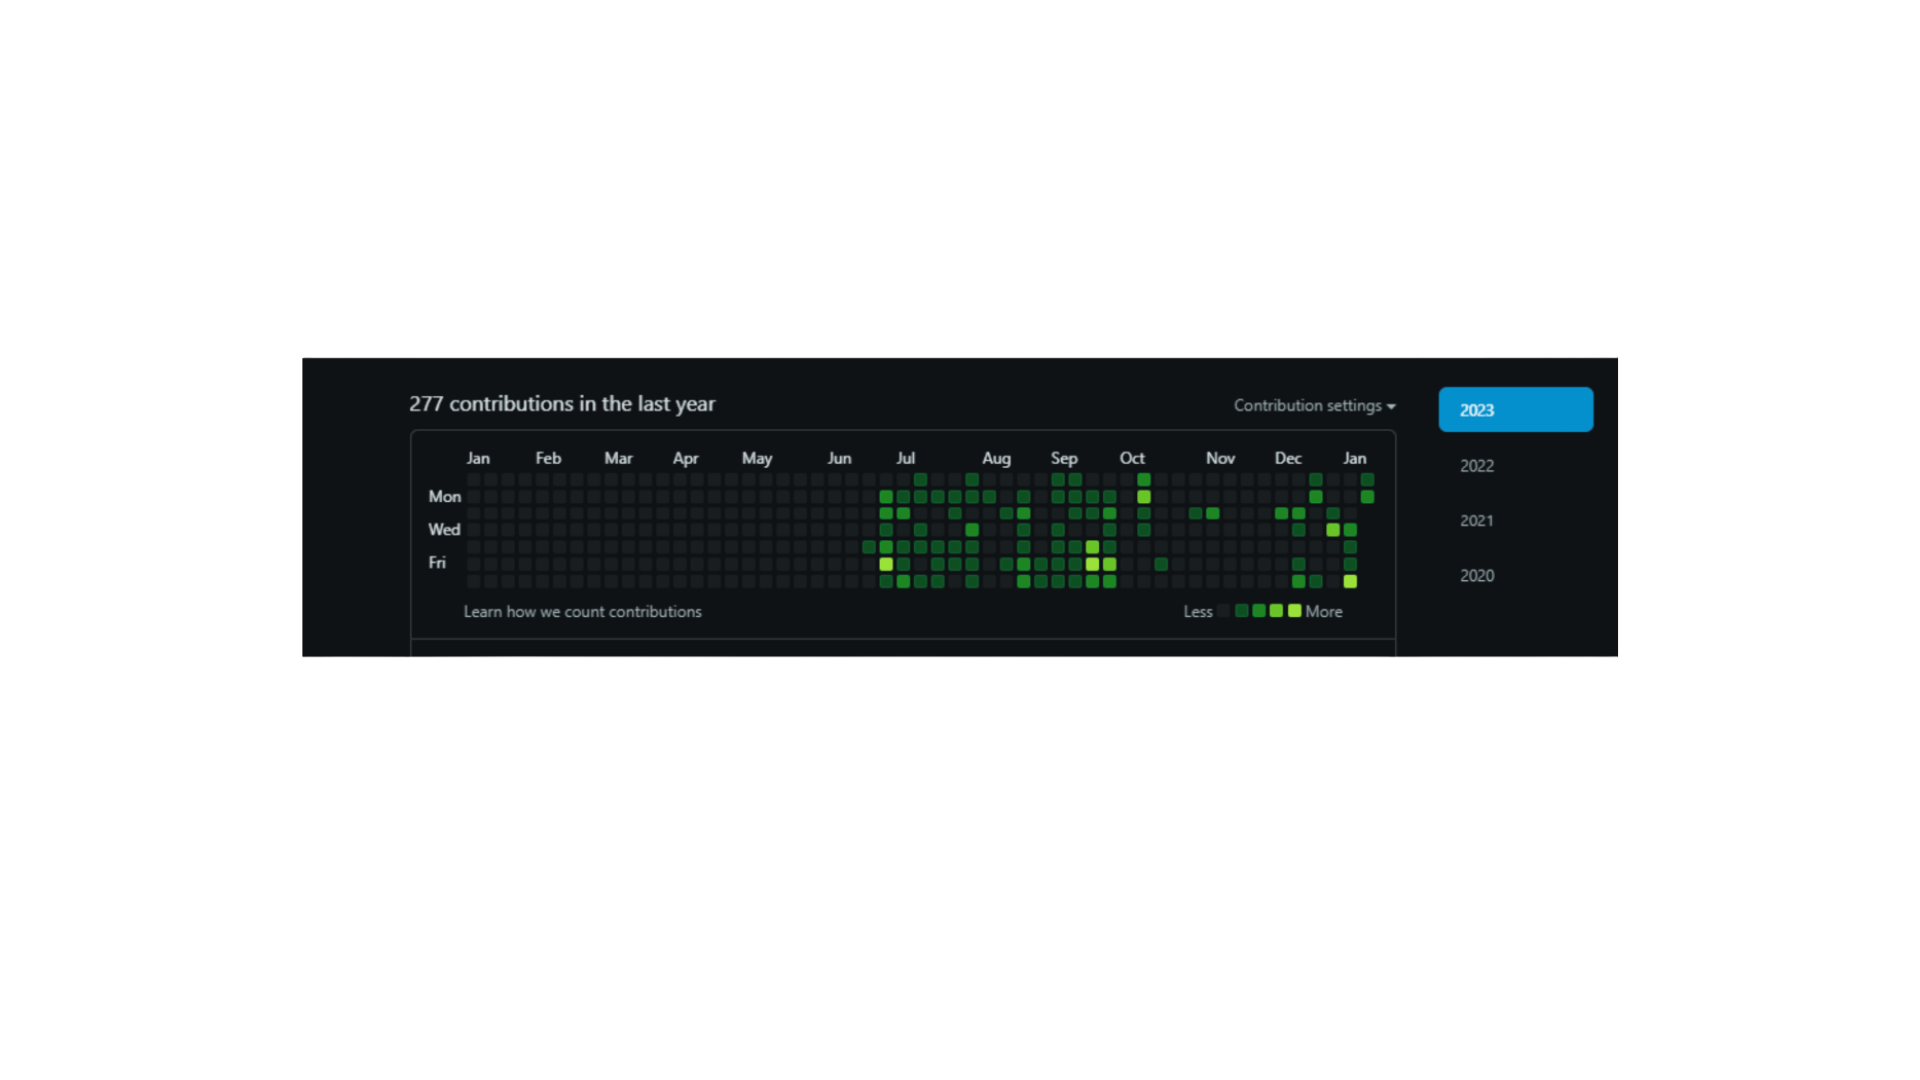 277 contributions in the last year
Contribution settings
2023
Jan Feb Mar Apr May Jun Jul Aug Sep Oct Nov Dec Jan
Mon
2022
2021
Wed
Fri
2020
Learn how we count contributions
Less More